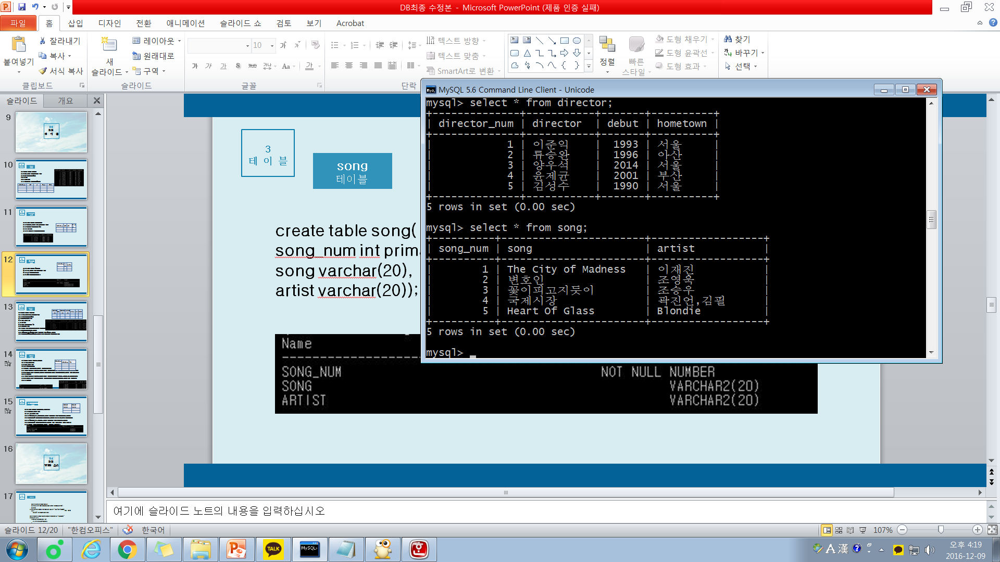 DB최종 수정본 - Microsoft PowerPoint (제품 인증 실패)
파일 홈 삽입 디자인 전환 애니메이션 슬라이드 쇼 검토 보기 Acrobat
붙여넣기
잘라내기
복사
서식 복사
클립보드
새
슬라이드
레이아웃
원래대로
구역
슬라이드
10
글꼴
텍스트 방향
텍스트 맞춤
SmartArt로 변환
단락
정렬
빠른
스타일
도형 채우기
도형 윤곽선
도형 효과
찾기
바꾸기
선택
슬라이드 개요
9
10
11
12
13
14
15
16
17
3
테 이 블
song
테이블
create table song(
song_num int prima
song varchar(20),
artist varchar(20));
Name
SONG_NUM NOT NULL NUMBER
SONG VARCHAR2(20)
ARTIST VARCHAR2(20)
MySQL 5.6 Command Line Client - Unicode
mysql> select * from director;
+--------------+-----------+-------+----------+
| director_num | director | debut | hometown |
+--------------+-----------+-------+----------+
| 1 | 이준익 | 1993 | 서울 |
| 2 | 류승완 | 1996 | 아산 |
| 3 | 양우석 | 2014 | 서울 |
| 4 | 윤제균 | 2001 | 부산 |
| 5 | 김성수 | 1990 | 서울 |
+--------------+-----------+-------+----------+
5 rows in set (0.00 sec)
mysql> select * from song;
+----------+-----------------------+------------------+
| song_num | song | artist |
+----------+-----------------------+------------------+
| 1 | The City of Madness | 이재진 |
| 2 | 변호인 | 조영욱 |
| 3 | 꽃이피고지듯이 | 조승우 |
| 4 | 국제시장 | 곽진언,김필 |
| 5 | Heart Of Glass | Blondie |
+----------+-----------------------+------------------+
5 rows in set (0.00 sec)
mysql> _
여기에 슬라이드 노트의 내용을 입력하십시오
슬라이드 12/20 "한컴오피스" 한국어
107%
TALK
MySQL>
A 漢
오후 4:19
2016-12-09